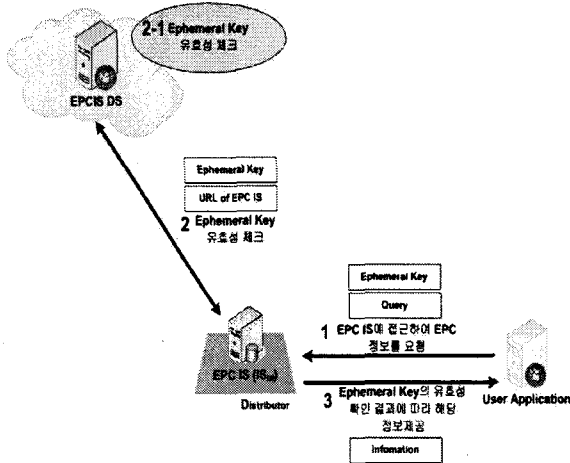 2-1 Ephemeral Key
유효성 체크
EPCIS DS
Ephemeral Key
URL of EPC IS
2 Ephemeral Key
유효성 체크
Ephemeral Key
Query
1 EPC IS에 접근하여 EPC
정보를 요청
EPC IS
Distributor
3 Ephemeral Key의 유효성
확인 결과에 따라 해당
정보제공
User Application
Infomation